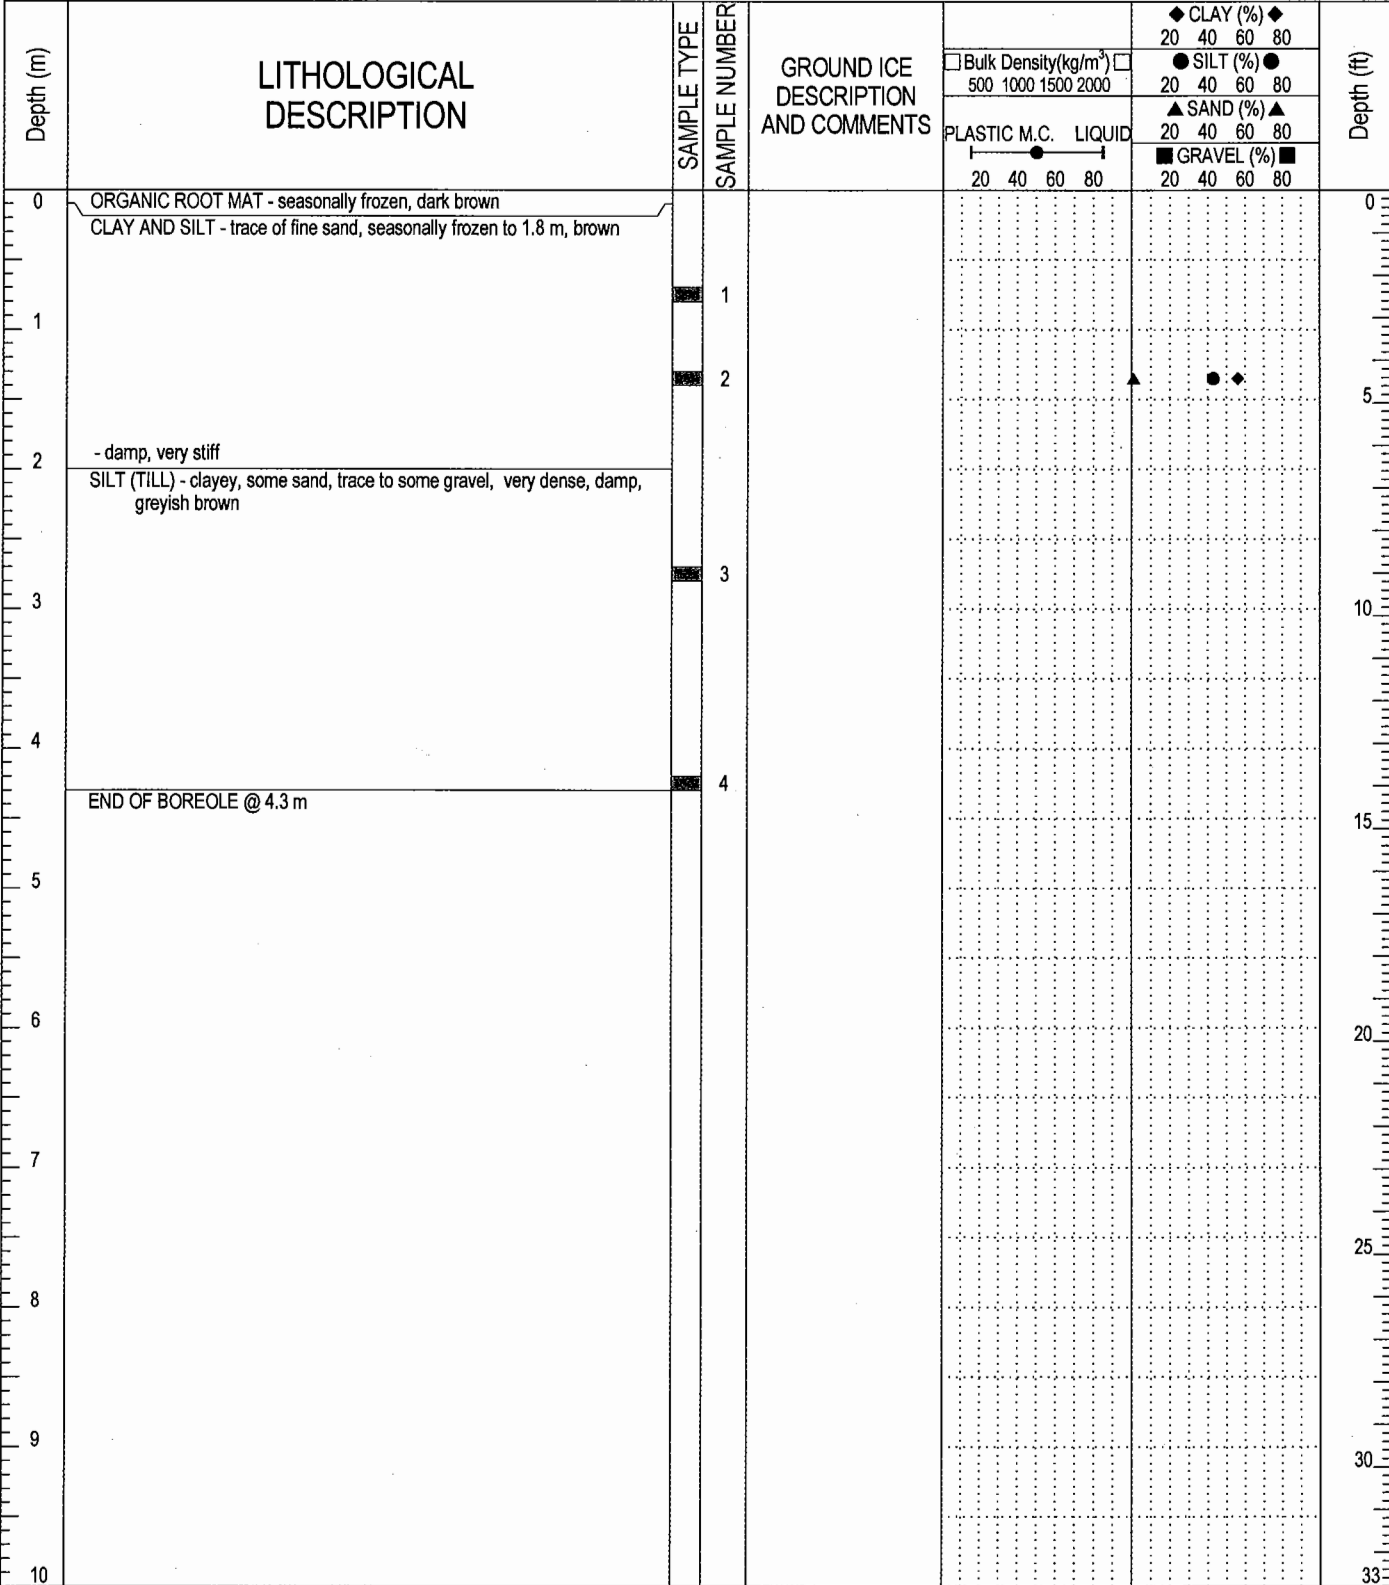 Depth (m)
LITHOLOGICAL
DESCRIPTION
SAMPLE TYPE
SAMPLE NUMBER
GROUND ICE
DESCRIPTION
AND COMMENTS
□ Bulk Density(kg/m³) □
500 1000 1500 2000
PLASTIC M.C. LIQUID
20 40 60 80
◆ CLAY (%) ◆
20 40 60 80
● SILT (%) ●
20 40 60 80
▲ SAND (%) ▲
20 40 60 80
■ GRAVEL (%) ■
20 40 60 80
Depth (ft)
0
ORGANIC ROOT MAT - seasonally frozen, dark brown
0
CLAY AND SILT - trace of fine sand, seasonally frozen to 1.8 m, brown
1
1
2
5
- damp, very stiff
2
SILT (TILL) - clayey, some sand, trace to some gravel, very dense, damp,
greyish brown
3
3
10
4
4
END OF BOREOLE @ 4.3 m
15
5
6
20
7
25
8
9
30
10
33